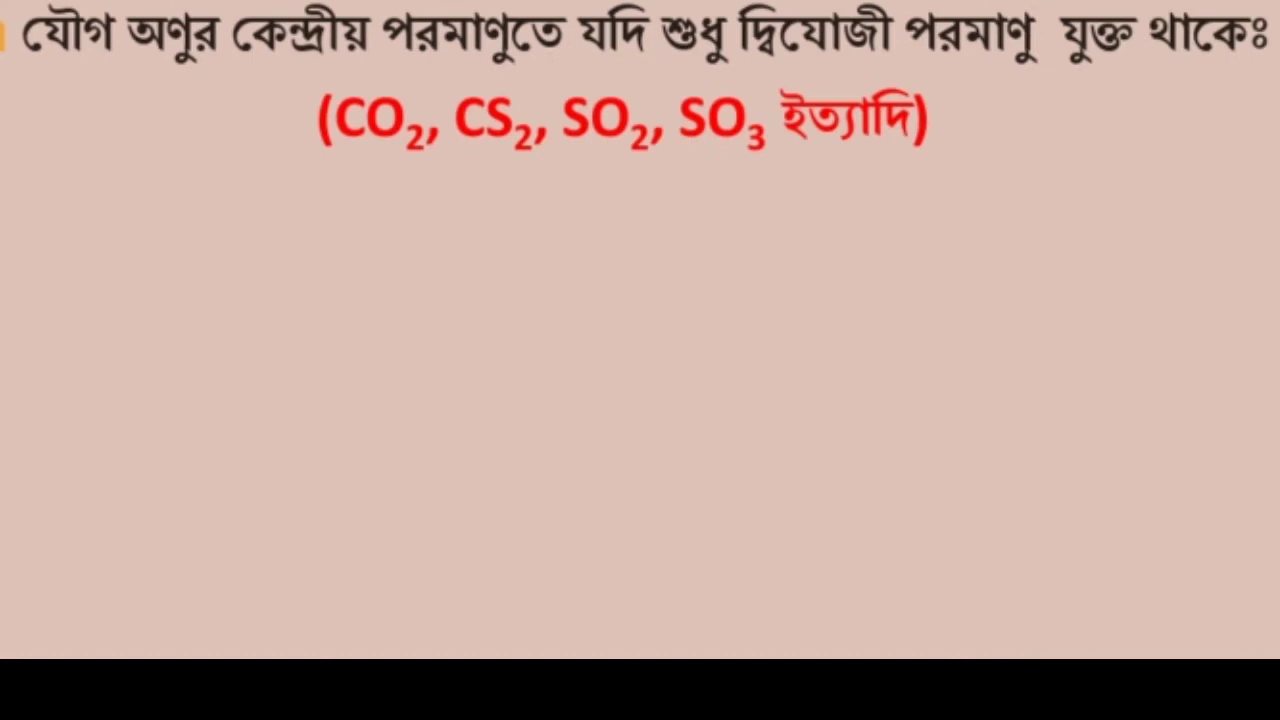 যৌগ অণুর কেন্দ্রীয় পরমাণুতে যদি শুধু দ্বিযোজী পরমাণু যুক্ত থাকেঃ
(CO₂, CS₂, SO₂, SO₃ ইত্যাদি)